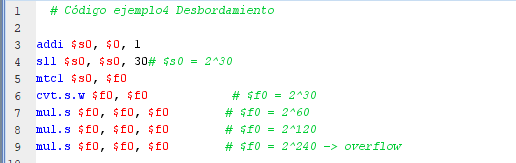 1 # Código ejemplo4 Desbordamiento
2
3 addi $s0, $0, 1
4 sll $s0, $s0, 30# $s0 = 2^30
5 mtc1 $s0, $f0
6 cvt.s.w $f0, $f0 # $f0 = 2^30
7 mul.s $f0, $f0, $f0 # $f0 = 2^60
8 mul.s $f0, $f0, $f0 # $f0 = 2^120
9 mul.s $f0, $f0, $f0 # $f0 = 2^240 -> overflow